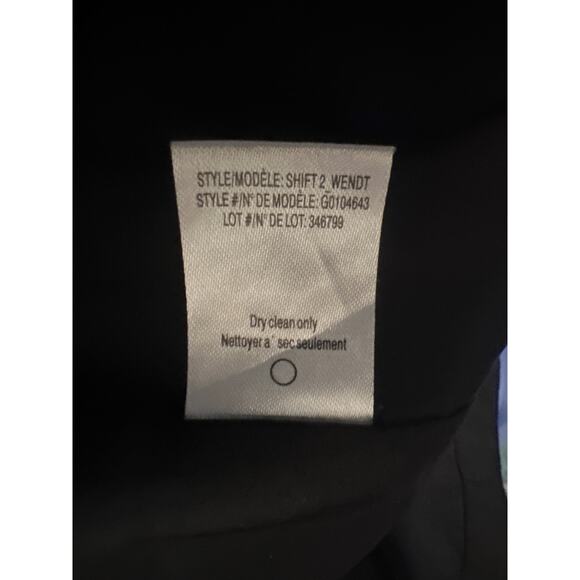 STYLE/MODÈLE: SHIFT 2_WENDT
STYLE #/N° DE MODÈLE: G0104643
LOT #/N° DE LOT: 346799
Dry clean only
Nettoyer a` sec seulement